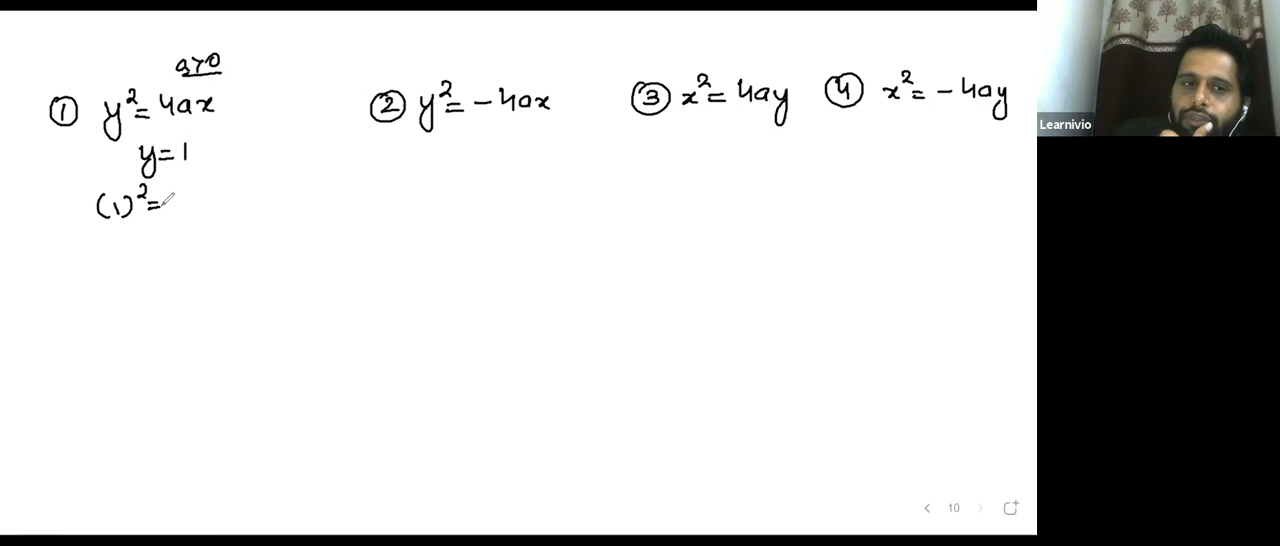 a>0
① y²=4ax
② y²=-4ax
③ x²=4ay
④ x²=-4ay
y=1
(1)²=
Learnivio
10